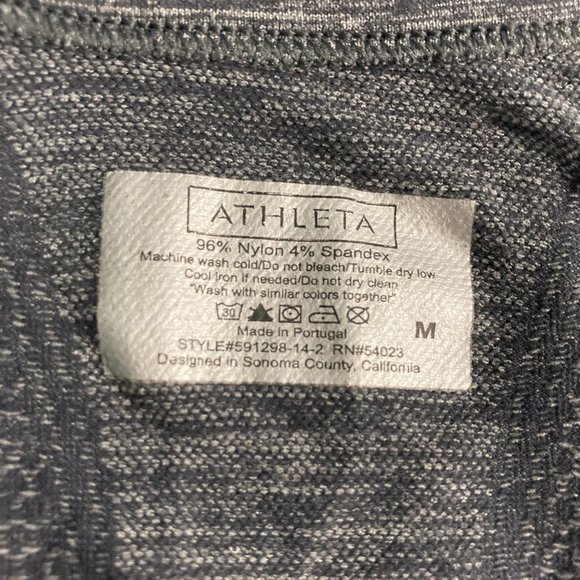 ATHLETA
96% Nylon 4% Spandex
Machine wash cold/Do not bleach/Tumble dry low
Cool iron if needed/Do not dry clean
"Wash with similar colors together"
30
Made in Portugal
M
STYLE#591298-14-2 RN#54023
Designed in Sonoma County, California